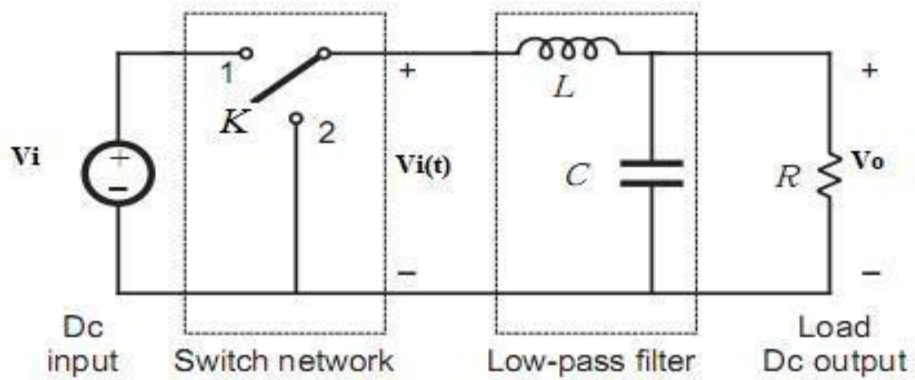 1
+
L
+
K
2
Vi
+
−
Vi(t)
C
R
Vo
−
−
Dc
input
Switch network
Low-pass filter
Load
Dc output